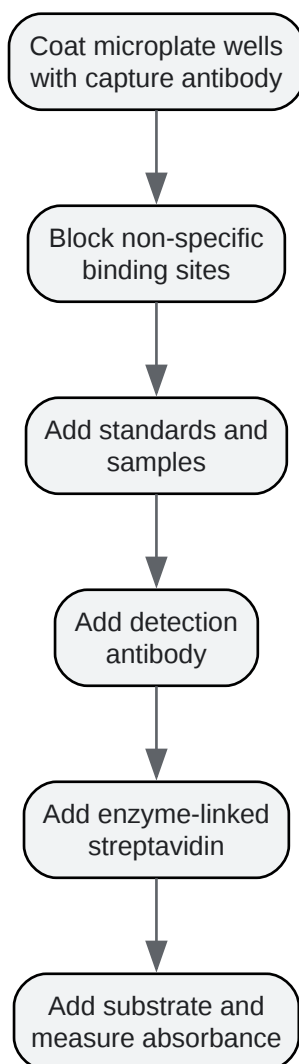 Coat microplate wells
with capture antibody
Block non-specific
binding sites
Add standards and
samples
Add detection
antibody
Add enzyme-linked
streptavidin
Add substrate and
measure absorbance